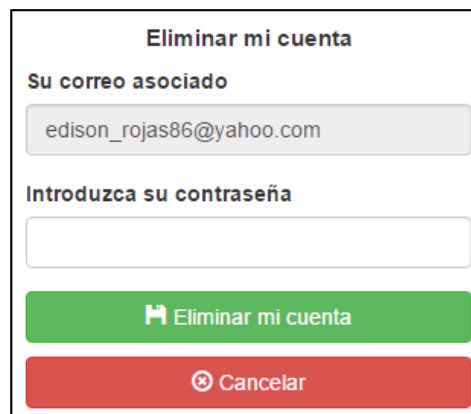 Eliminar mi cuenta
Su correo asociado
edison_rojas86@yahoo.com
Introduzca su contraseña
Eliminar mi cuenta
Cancelar